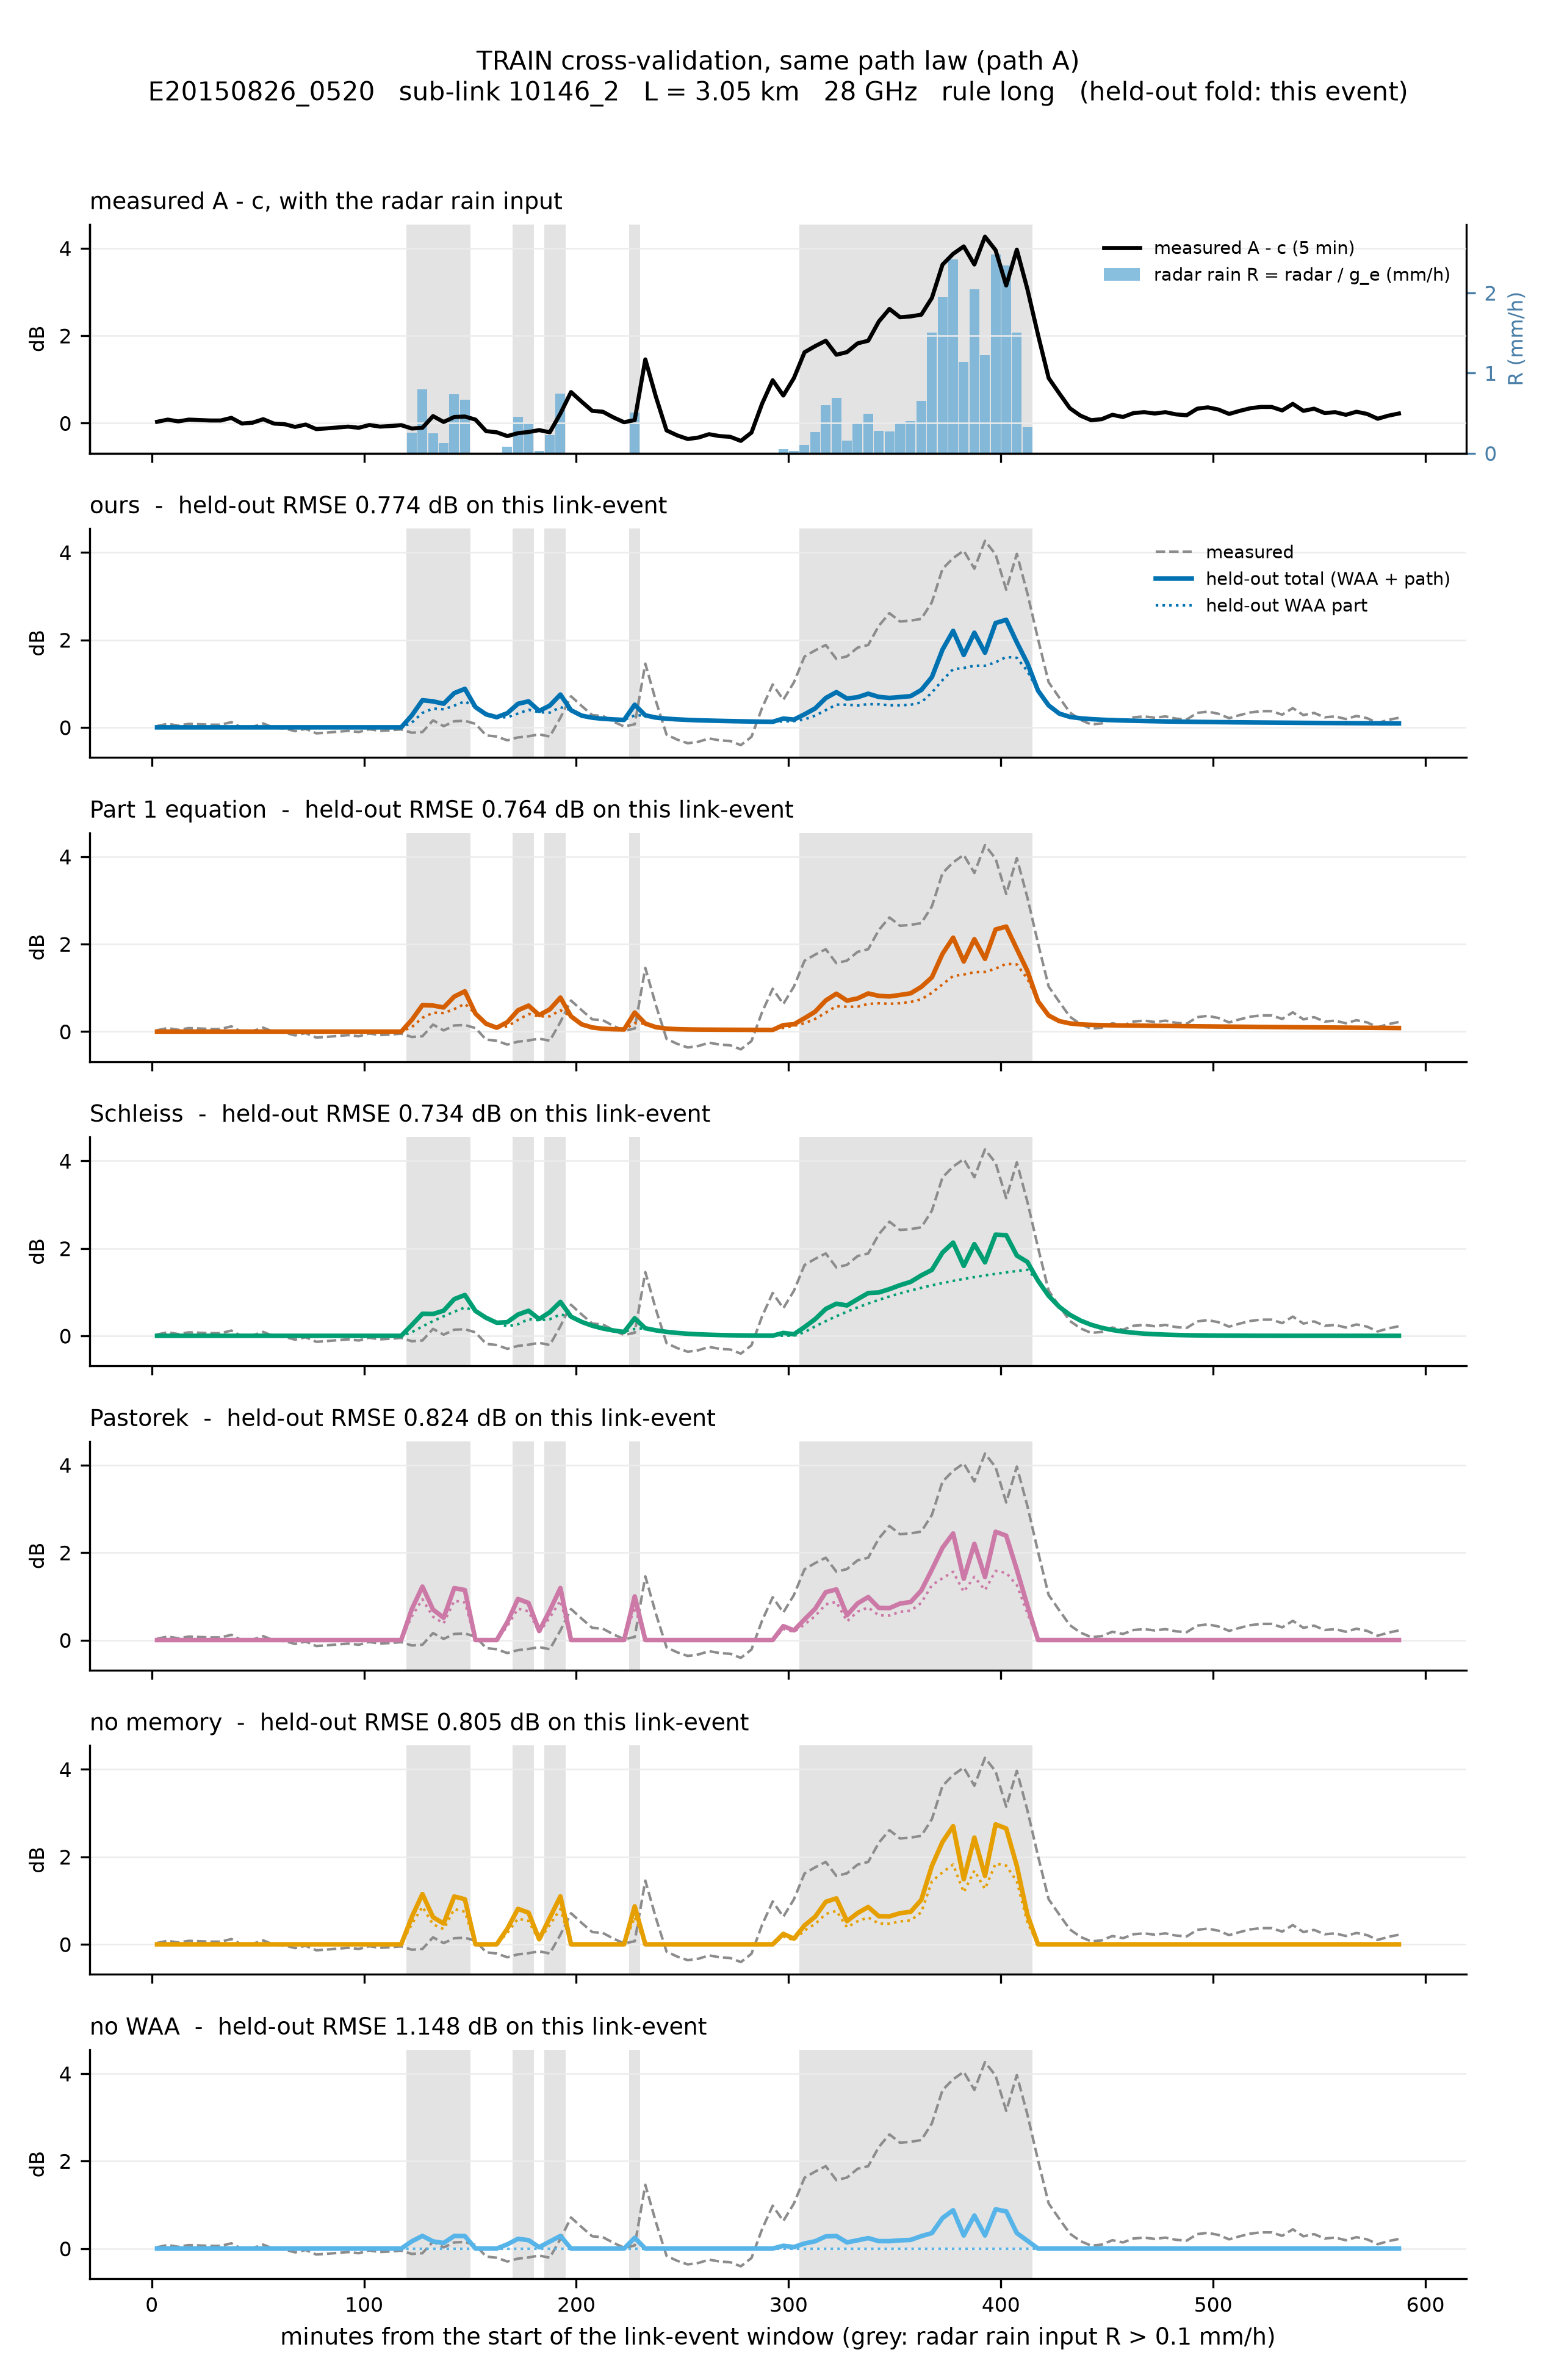 TRAIN cross-validation, same path law (path A)
E20150826_0520 sub-link 10146_2 L = 3.05 km 28 GHz rule long (held-out fold: this event)
measured A - c, with the radar rain input
measured A - c (5 min)
radar rain R = radar / g_e (mm/h)
4
2
0
dB
2
1
0
R (mm/h)
ours - held-out RMSE 0.774 dB on this link-event
measured
held-out total (WAA + path)
held-out WAA part
4
2
0
dB
Part 1 equation - held-out RMSE 0.764 dB on this link-event
4
2
0
dB
Schleiss - held-out RMSE 0.734 dB on this link-event
4
2
0
dB
Pastorek - held-out RMSE 0.824 dB on this link-event
4
2
0
dB
no memory - held-out RMSE 0.805 dB on this link-event
4
2
0
dB
no WAA - held-out RMSE 1.148 dB on this link-event
4
2
0
dB
0 100 200 300 400 500 600
minutes from the start of the link-event window (grey: radar rain input R > 0.1 mm/h)